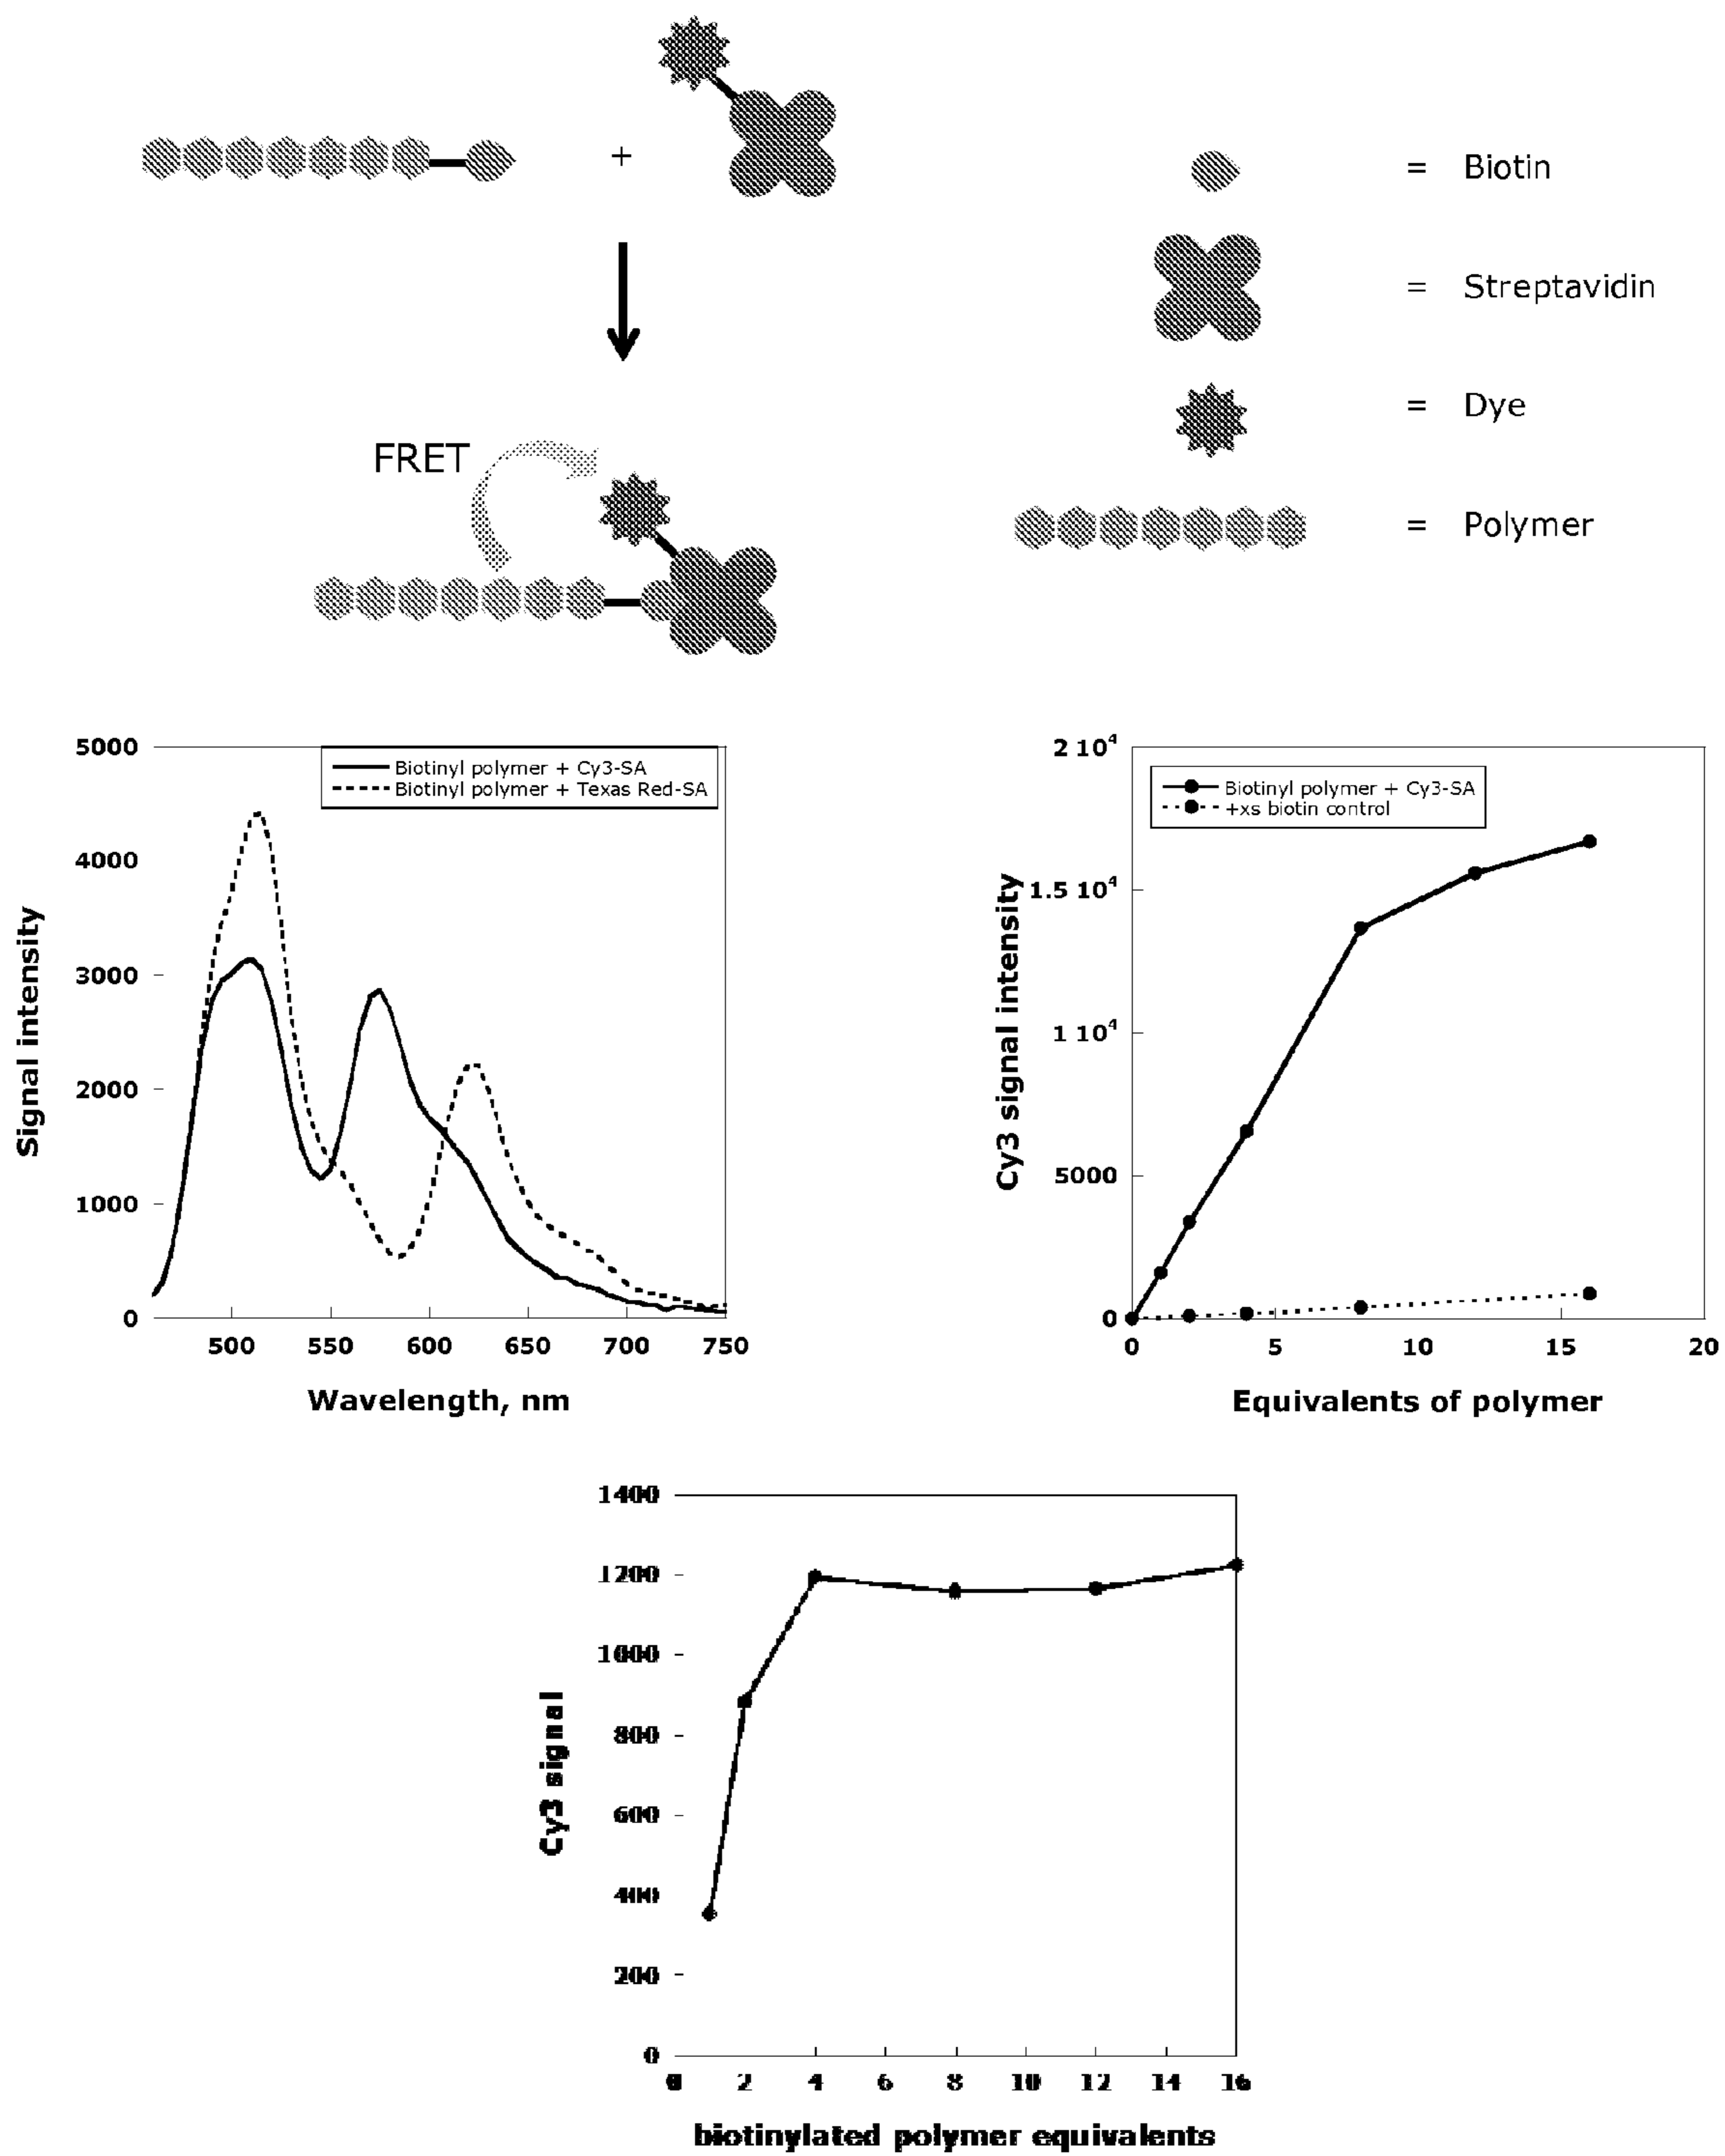 +
= Biotin
= Streptavidin
= Dye
= Polymer
FRET
5000
4000
3000
2000
1000
0
Signal intensity
Biotinyl polymer + Cy3-SA
Biotinyl polymer + Texas Red-SA
500 550 600 650 700 750
Wavelength, nm
2 10⁴
1.5 10⁴
1 10⁴
5000
0
Cy3 signal intensity
Biotinyl polymer + Cy3-SA
+xs biotin control
0 5 10 15 20
Equivalents of polymer
1400
1200
1000
800
600
400
200
0
Cy3 signal
0 2 4 6 8 10 12 14 16
biotinylated polymer equivalents